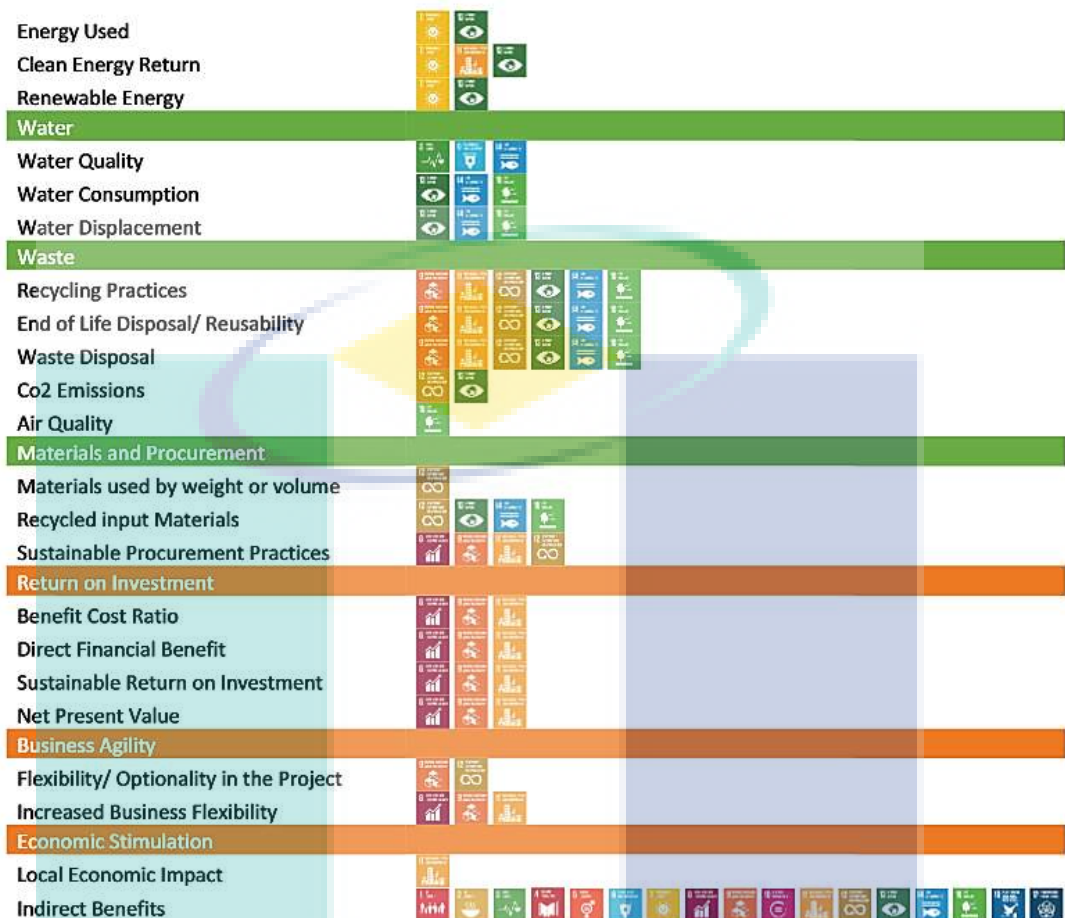 Energy Used
Clean Energy Return
Renewable Energy
Water
Water Quality
Water Consumption
Water Displacement
Waste
Recycling Practices
End of Life Disposal/ Reusability
Waste Disposal
Co2 Emissions
Air Quality
Materials and Procurement
Materials used by weight or volume
Recycled input Materials
Sustainable Procurement Practices
Return on Investment
Benefit Cost Ratio
Direct Financial Benefit
Sustainable Return on Investment
Net Present Value
Business Agility
Flexibility/ Optionality in the Project
Increased Business Flexibility
Economic Stimulation
Local Economic Impact
Indirect Benefits